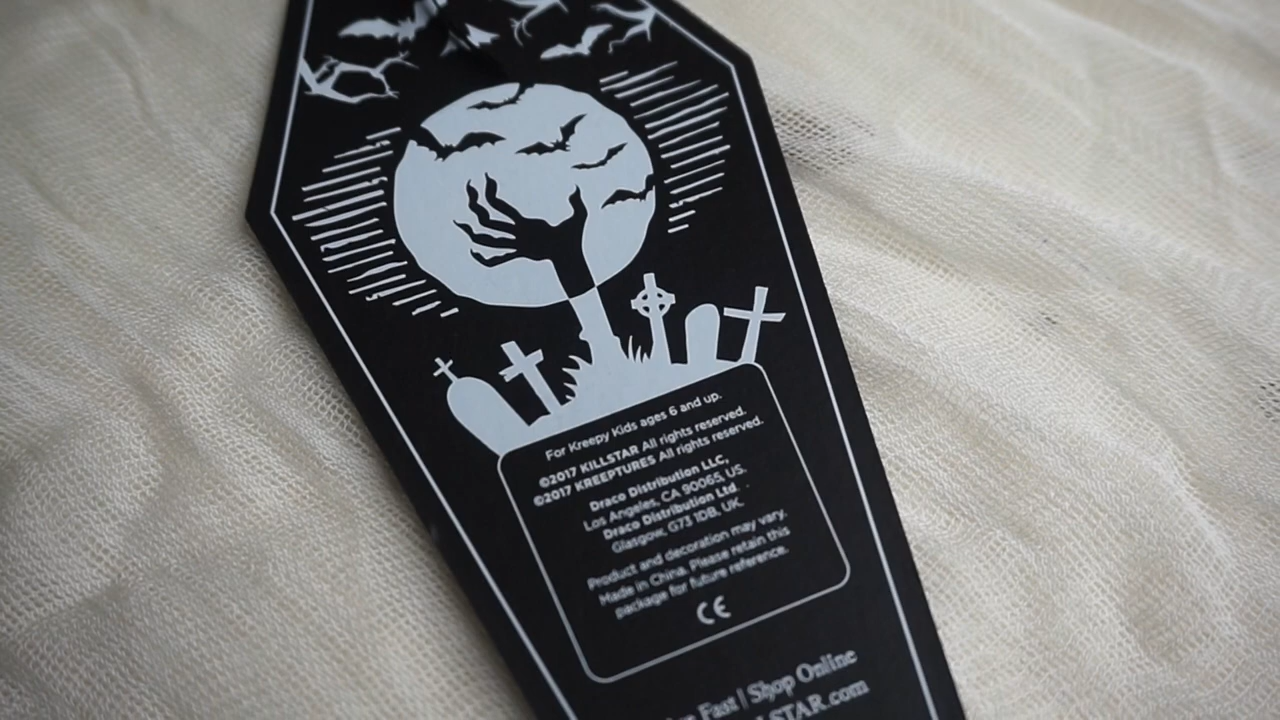 For Kreepy Kids ages 6 and up.
©2017 KILLSTAR All rights reserved.
©2017 KREEPTURES All rights reserved.
Draco Distribution LLC,
Los Angeles, CA 90065, US.
Draco Distribution Ltd.
Glasgow, G73 1DB, UK.
Product and decoration may vary.
Made in China. Please retain this
package for future reference.
CE
Fast | Shop Online
STAR.com